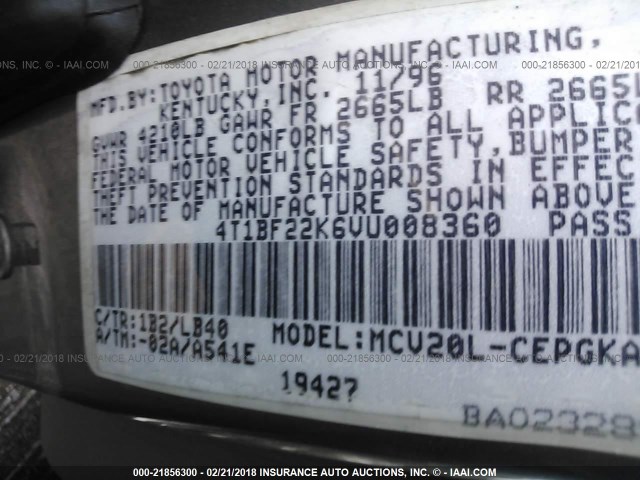 000-21856300 - 02/21/2018 INSURANCE AUTO AUCTIONS, INC. - WWW.IAAI.COM
MFD.BY:TOYOTA MOTOR MANUFACTURING,
KENTUCKY,INC. 11/96
GVWR 4210LB GAWR FR 2665LB RR 2665L
THIS VEHICLE CONFORMS TO ALL APPLIC
FEDERAL MOTOR VEHICLE SAFETY,BUMPER
THEFT PREVENTION STANDARDS IN EFFEC
THE DATE OF MANUFACTURE SHOWN ABOVE
4T1BF22K6VU008360 PASS
C/TR:1B2/LB40 MODEL:MCV20L-CEPGKA
A/TM:-02A/A541E
19427
BA02328
000-21856300 - 02/21/2018 INSURANCE AUTO AUCTIONS, INC. - WWW.IAAI.COM